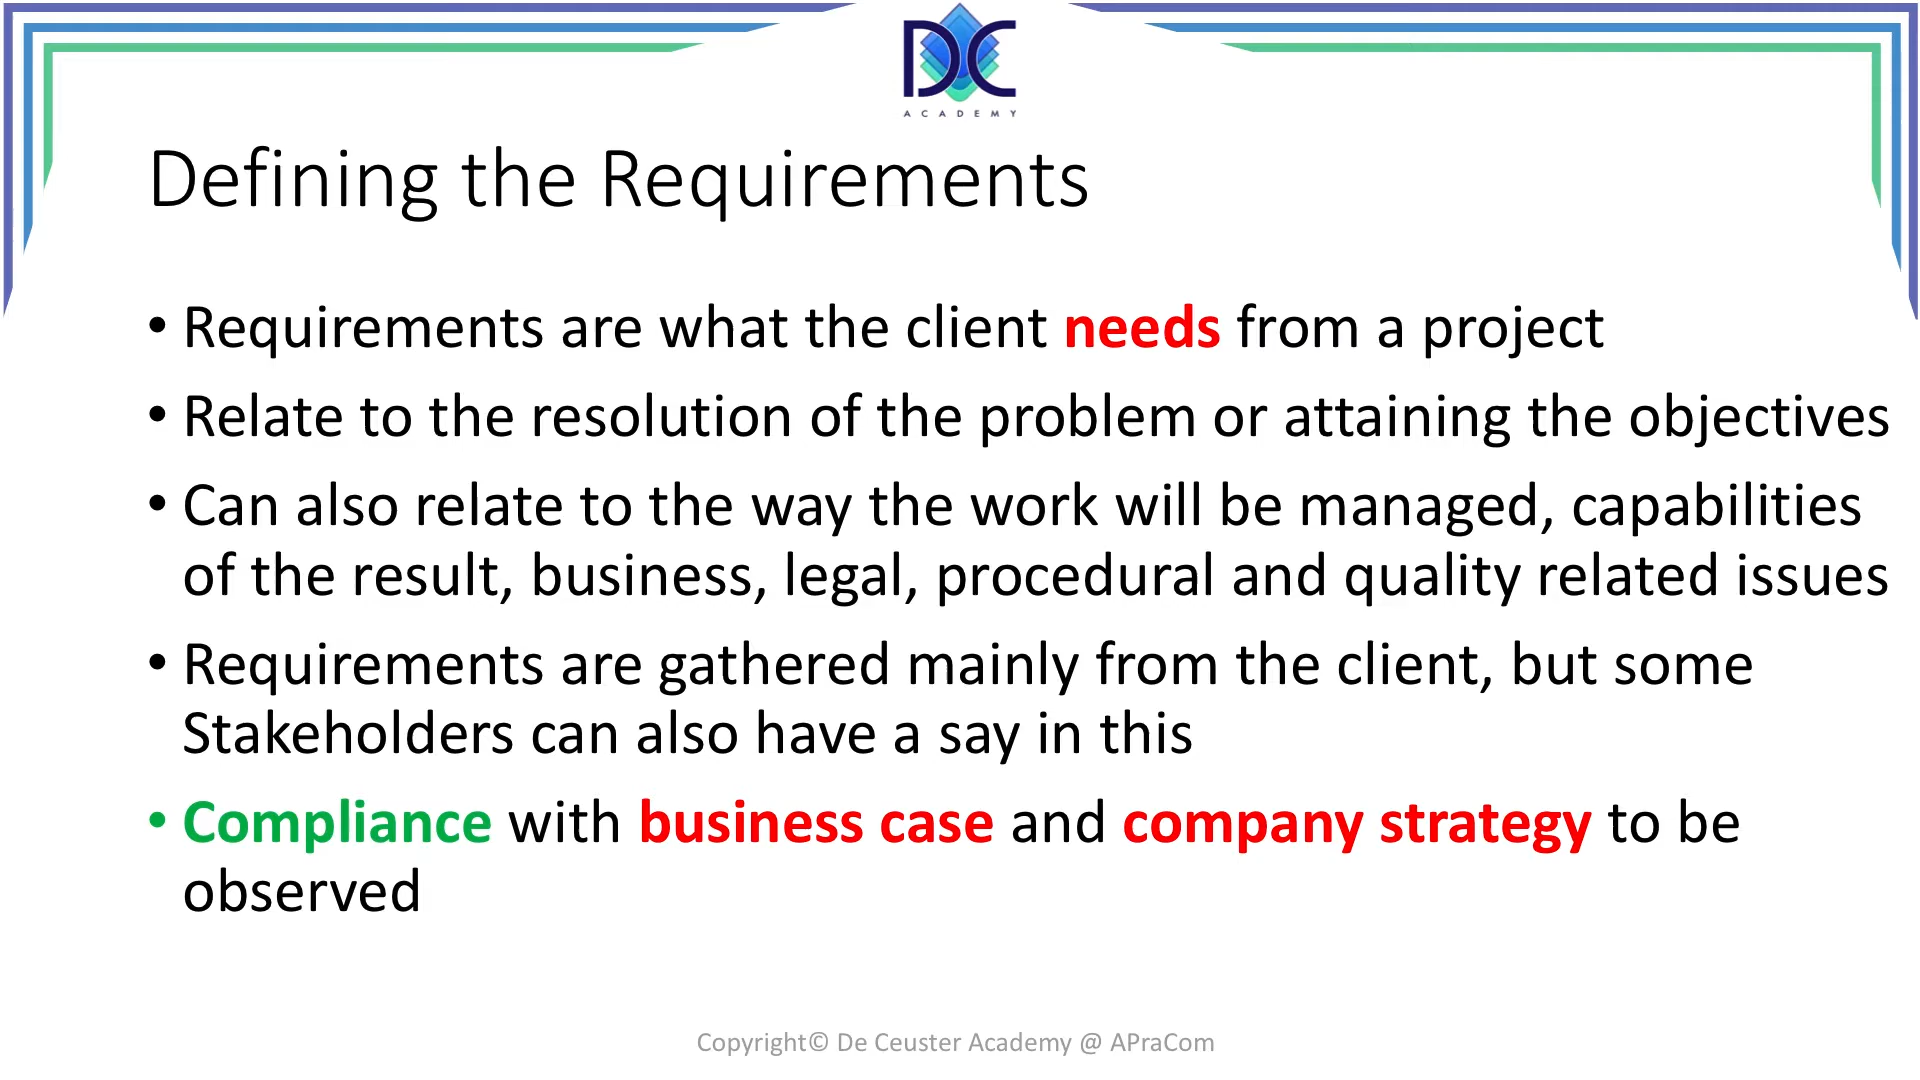 DC
ACADEMY
Defining the Requirements
• Requirements are what the client needs from a project
• Relate to the resolution of the problem or attaining the objectives
• Can also relate to the way the work will be managed, capabilities
of the result, business, legal, procedural and quality related issues
• Requirements are gathered mainly from the client, but some
Stakeholders can also have a say in this
• Compliance with business case and company strategy to be
observed
Copyright© De Ceuster Academy @ APraCom